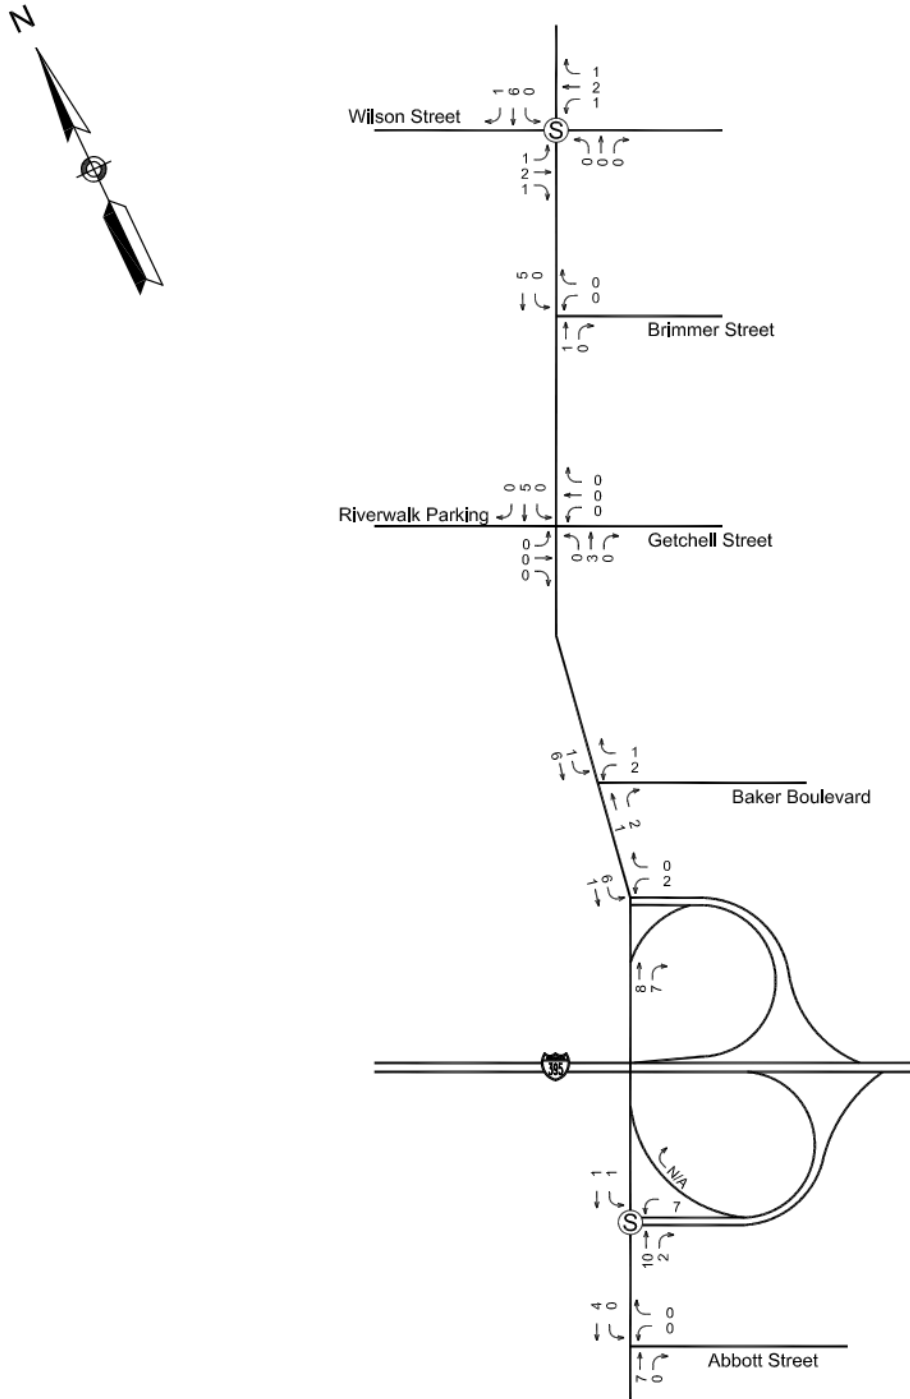 N
1 6 0
1
2
1
Wilson Street
S
1
2
1
0 0 0
5 0
0
0
1 0
Brimmer Street
0 5 0
0
0
0
Riverwalk Parking
0
0
0
0 3 0
Getchell Street
6 1
1
2
1 2
Baker Boulevard
1 6
0
2
8 7
395
1 1
N/A
7
S
10 2
4 0
0
0
7 0
Abbott Street